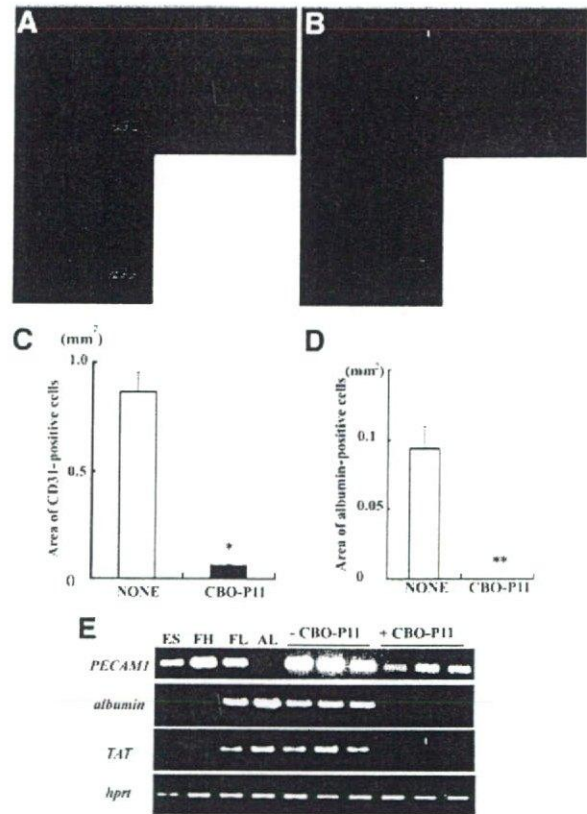 A
B
C
(mm2)
1.0
0.5
0
Area of CD31-positive cells
*
NONE
CBO-P11
D
(mm2)
0.1
0.05
0
Area of albumin-positive cells
**
NONE
CBO-P11
E
ES FH FL AL - CBO-P11 + CBO-P11
PECAM1
albumin
TAT
hprt